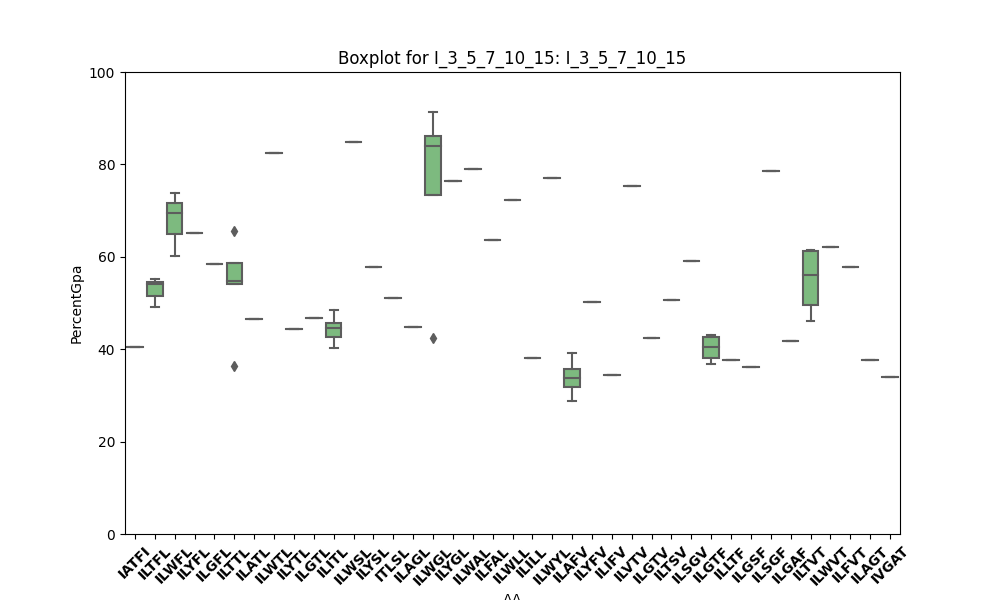 Boxplot for I_3_5_7_10_15: I_3_5_7_10_15
PercentGpa
100
80
60
40
20
0
IATFI
ILTFL
ILWFL
ILYFL
ILGFL
ILTTL
ILATL
ILWTL
ILYTL
ILGTL
ILITL
ILWSL
ILYSL
ITLSL
ILAGL
ILWGL
ILYGL
ILWAL
ILFAL
ILWLL
ILILL
ILWYL
ILAFV
ILYFV
ILIFV
ILVTV
ILGTV
ILTSV
ILSGV
ILGTF
ILLTF
ILGSF
ILSGF
ILGAF
ILTVT
ILWVT
ILFVT
ILAGT
IVGAT